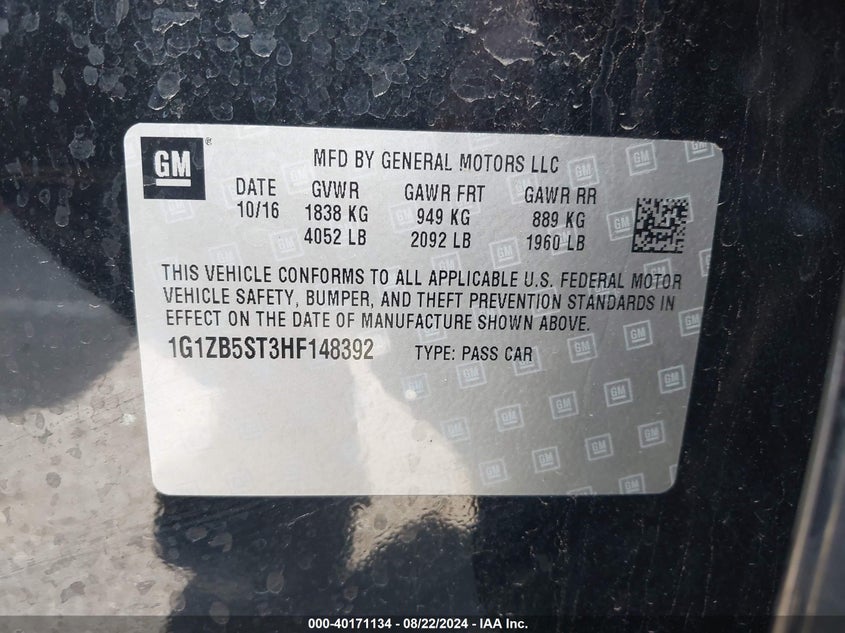 GM ®
MFD BY GENERAL MOTORS LLC
DATE GVWR GAWR FRT GAWR RR
10/16 1838 KG 949 KG 889 KG
4052 LB 2092 LB 1960 LB
THIS VEHICLE CONFORMS TO ALL APPLICABLE U.S. FEDERAL MOTOR
VEHICLE SAFETY, BUMPER, AND THEFT PREVENTION STANDARDS IN
EFFECT ON THE DATE OF MANUFACTURE SHOWN ABOVE.
1G1ZB5ST3HF148392 TYPE: PASS CAR
000-40171134 - 08/22/2024 - IAA Inc.